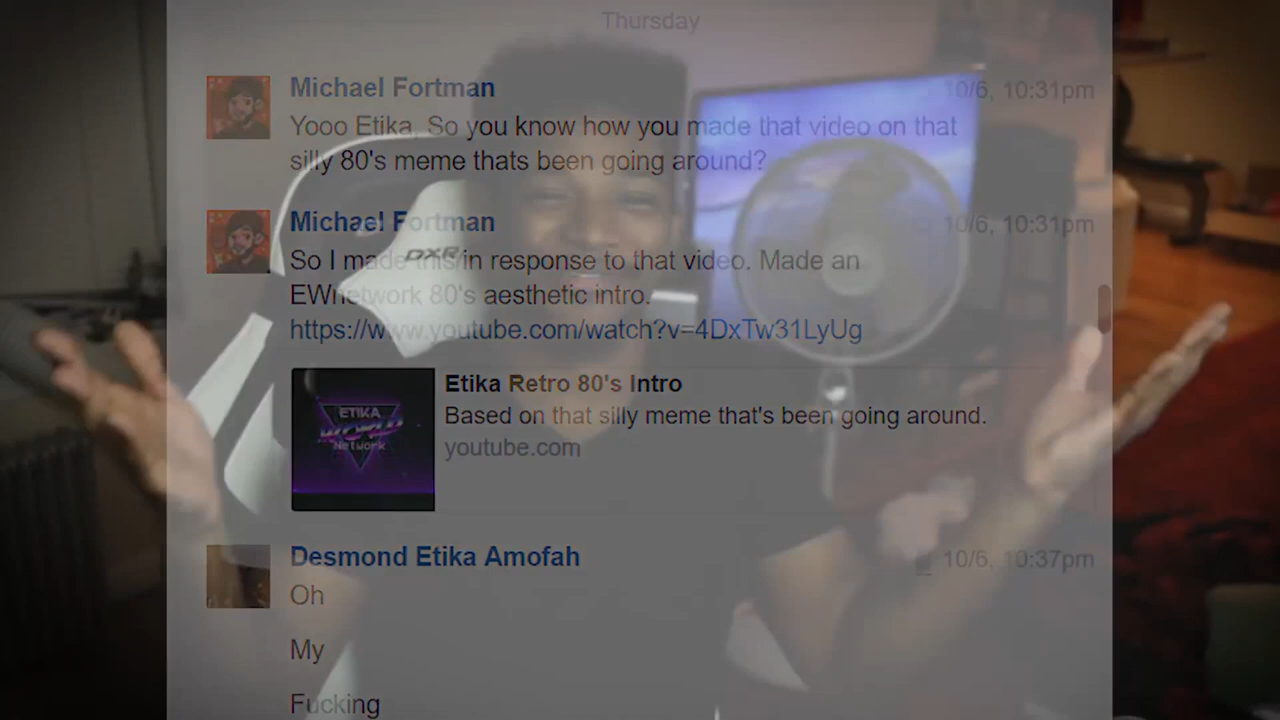 Thursday
Michael Fortman
10/6, 10:31pm
Yooo Etika, So you know how you made that video on that
silly 80's meme thats been going around?
Michael Fortman
10/6, 10:31pm
So I made this in response to that video. Made an
EWnetwork 80's aesthetic intro.
https://www.youtube.com/watch?v=4DxTw31LyUg
Etika Retro 80's Intro
Based on that silly meme that's been going around.
youtube.com
ETIKA
WORLD
Network
Desmond Etika Amofah
10/6, 10:37pm
Oh
My
Fucking
DXR